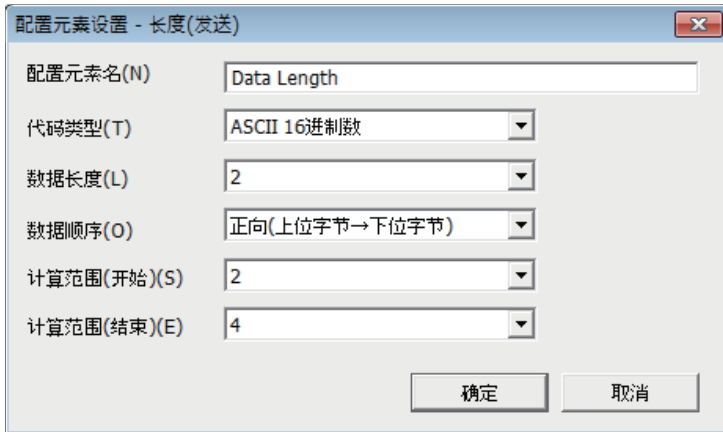 配置元素设置 - 长度(发送)
配置元素名(N) Data Length
代码类型(T) ASCII 16进制数
数据长度(L) 2
数据顺序(O) 正向(上位字节→下位字节)
计算范围(开始)(S) 2
计算范围(结束)(E) 4
确定 取消